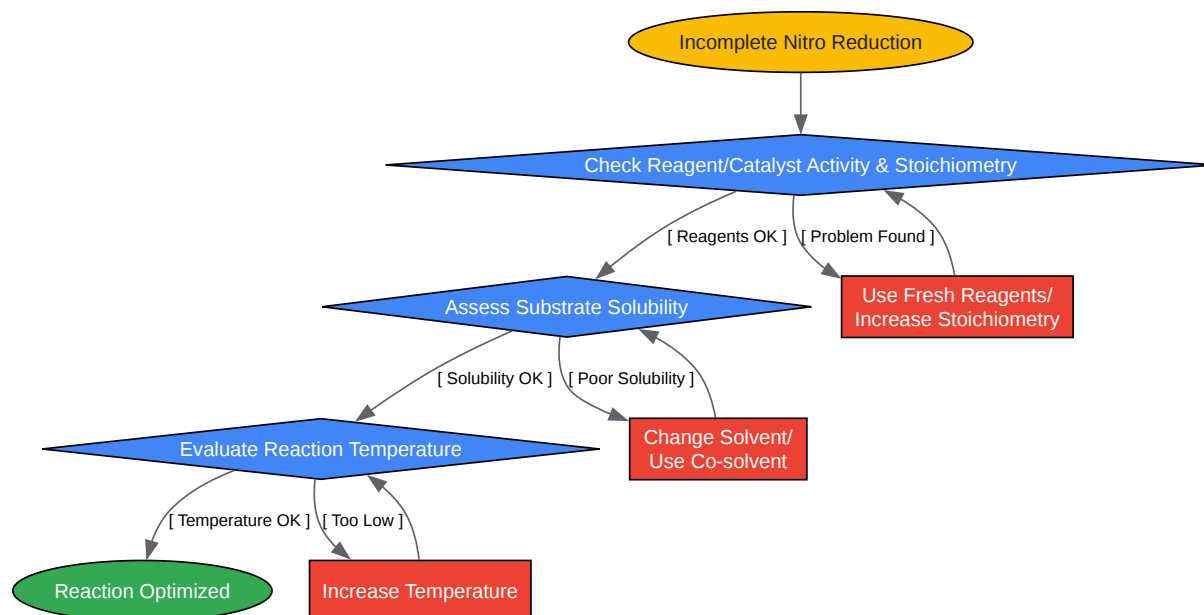 Incomplete Nitro Reduction
Check Reagent/Catalyst Activity & Stoichiometry
[ Reagents OK ]
[ Problem Found ]
Use Fresh Reagents/
Increase Stoichiometry
Assess Substrate Solubility
[ Solubility OK ]
[ Poor Solubility ]
Change Solvent/
Use Co-solvent
Evaluate Reaction Temperature
[ Temperature OK ]
[ Too Low ]
Reaction Optimized
Increase Temperature